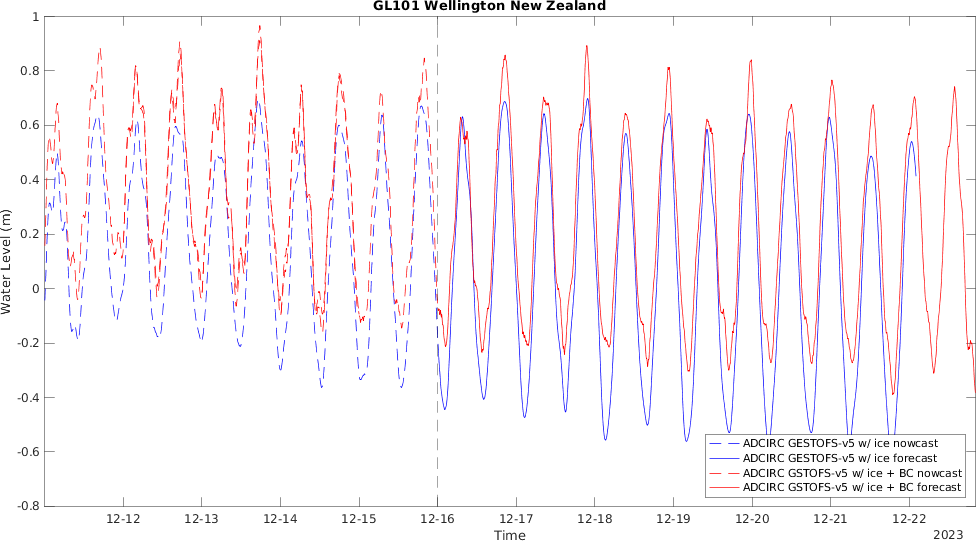 GL101 Wellington New Zealand
1
0.8
0.6
0.4
0.2
0
-0.2
-0.4
-0.6
-0.8
Water Level (m)
12-12 12-13 12-14 12-15 12-16 12-17 12-18 12-19 12-20 12-21 12-22
Time
2023
ADCIRC GESTOFS-v5 w/ ice nowcast
ADCIRC GESTOFS-v5 w/ ice forecast
ADCIRC GSTOFS-v5 w/ ice + BC nowcast
ADCIRC GSTOFS-v5 w/ ice + BC forecast